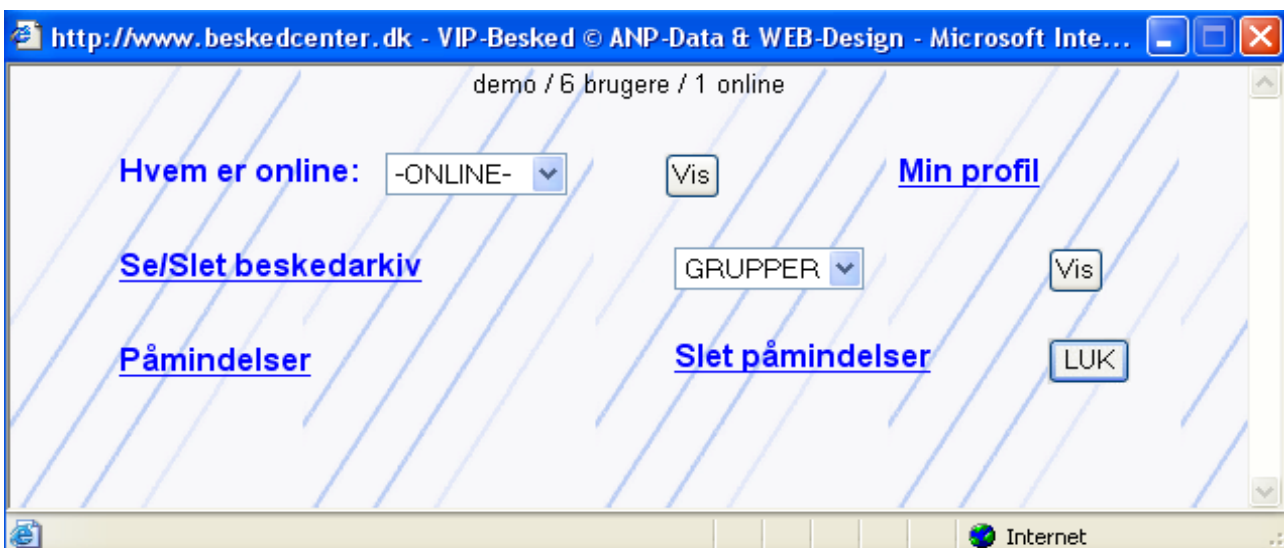 http://www.beskedcenter.dk - VIP-Besked © ANP-Data & WEB-Design - Microsoft Inte...
demo / 6 brugere / 1 online
Hvem er online: -ONLINE- Vis Min profil
Se/Slet beskedarkiv GRUPPER Vis
Påmindelser Slet påmindelser LUK
Internet